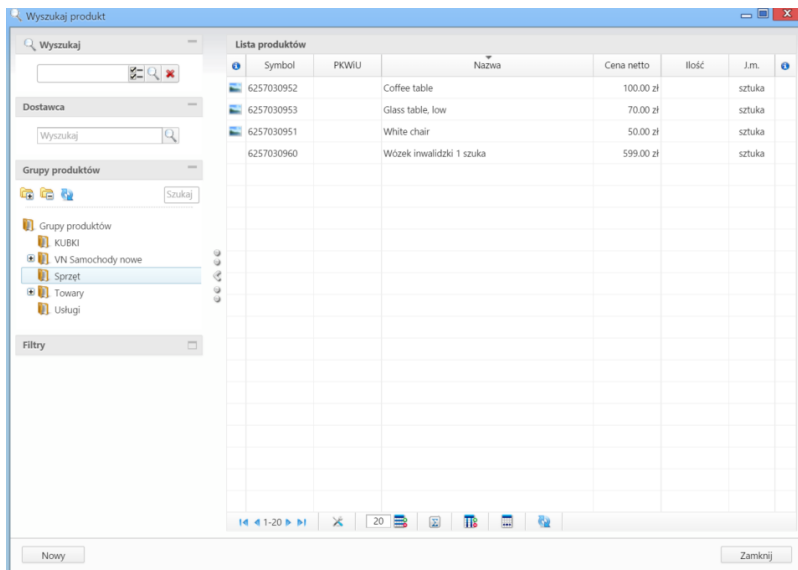 Wyszukaj produkt
Wyszukaj
Dostawca
Wyszukaj
Grupy produktów
Szukaj
Grupy produktów
KUBKI
VN Samochody nowe
Sprzęt
Towary
Usługi
Filtry
Lista produktów
Symbol PKWiU Nazwa Cena netto Ilość J.m.
6257030952 Coffee table 100.00 zł sztuka
6257030953 Glass table, low 70.00 zł sztuka
6257030951 White chair 50.00 zł sztuka
6257030960 Wózek inwalidzki 1 szuka 599.00 zł sztuka
1-20 20
Nowy Zamknij